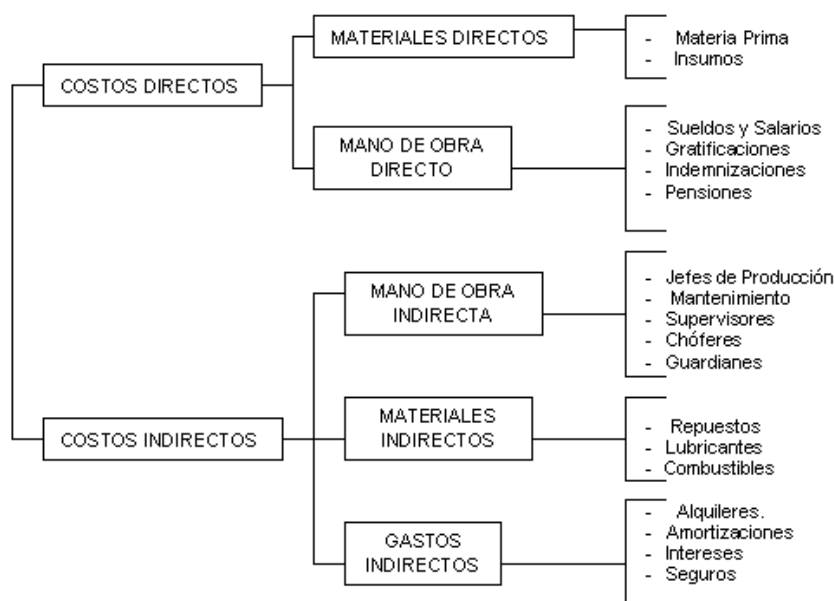 COSTOS DIRECTOS
MATERIALES DIRECTOS
- Materia Prima
- Insumos
MANO DE OBRA
DIRECTO
- Sueldos y Salarios
- Gratificaciones
- Indemnizaciones
- Pensiones
COSTOS INDIRECTOS
MANO DE OBRA
INDIRECTA
- Jefes de Producción
- Mantenimiento
- Supervisores
- Chóferes
- Guardianes
MATERIALES
INDIRECTOS
- Repuestos
- Lubricantes
- Combustibles
GASTOS
INDIRECTOS
- Alquileres.
- Amortizaciones
- Intereses
- Seguros